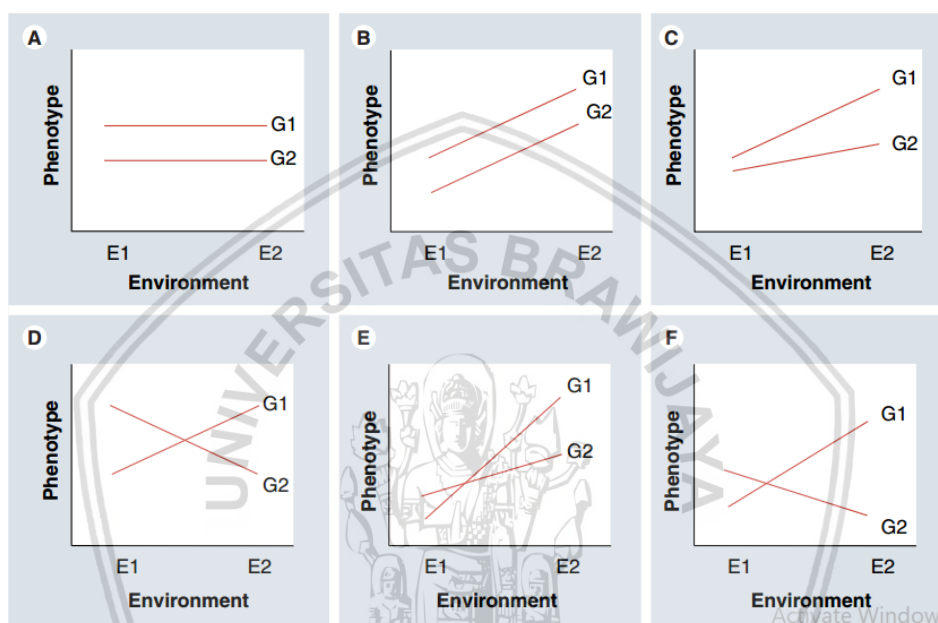 A
Phenotype
G1
G2
E1 E2
Environment
B
Phenotype
G1
G2
E1 E2
Environment
C
Phenotype
G1
G2
E1 E2
Environment
D
Phenotype
G1
G2
E1 E2
Environment
E
Phenotype
G1
G2
E1 E2
Environment
F
Phenotype
G1
G2
E1 E2
Environment
UNIVERSITAS BRAWIJAYA
Activate Window